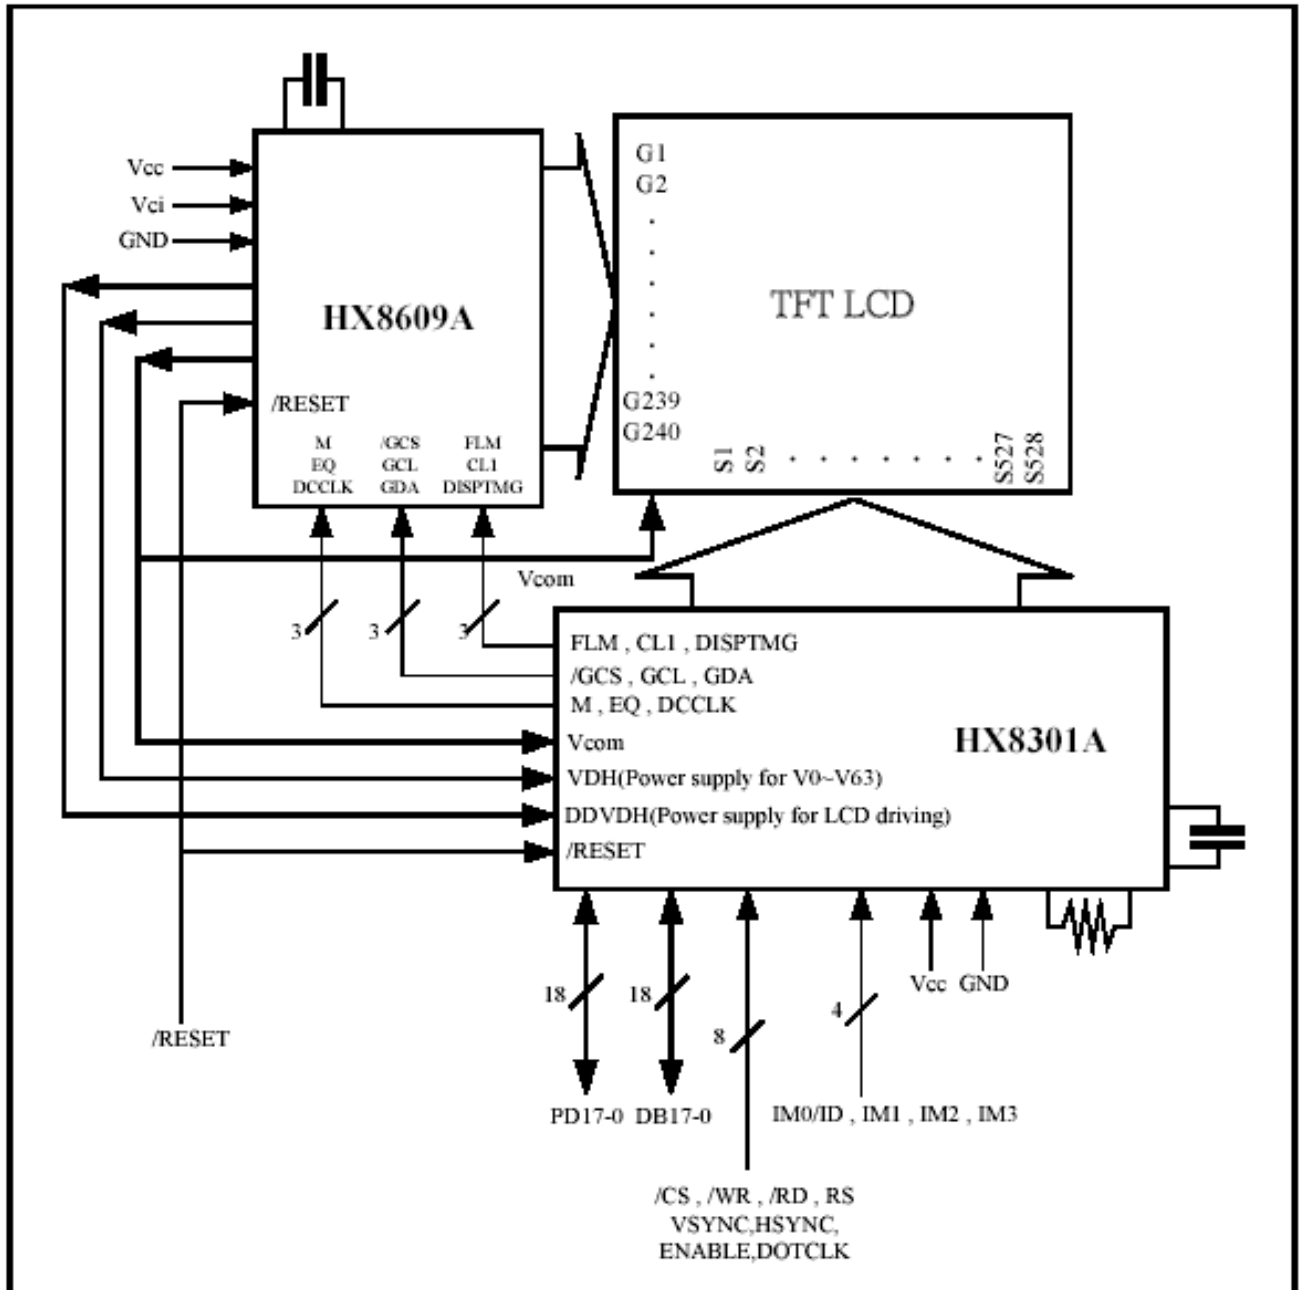 Vcc
Vci
GND
HX8609A
/RESET
M /GCS FLM
EQ GCL CL1
DCCLK GDA DISPTMG
G1
G2
.
.
.
.
.
.
G239
G240
TFT LCD
S1 S2 . . . . . . . S527 S528
Vcom
3 3 3
FLM , CL1 , DISPTMG
/GCS , GCL , GDA
M , EQ , DCCLK
HX8301A
Vcom
VDH(Power supply for V0~V63)
DDVDH(Power supply for LCD driving)
/RESET
18 18 8 4
Vcc GND
/RESET
PD17-0 DB17-0
IM0/ID , IM1 , IM2 , IM3
/CS , /WR , /RD , RS
VSYNC,HSYNC,
ENABLE,DOTCLK